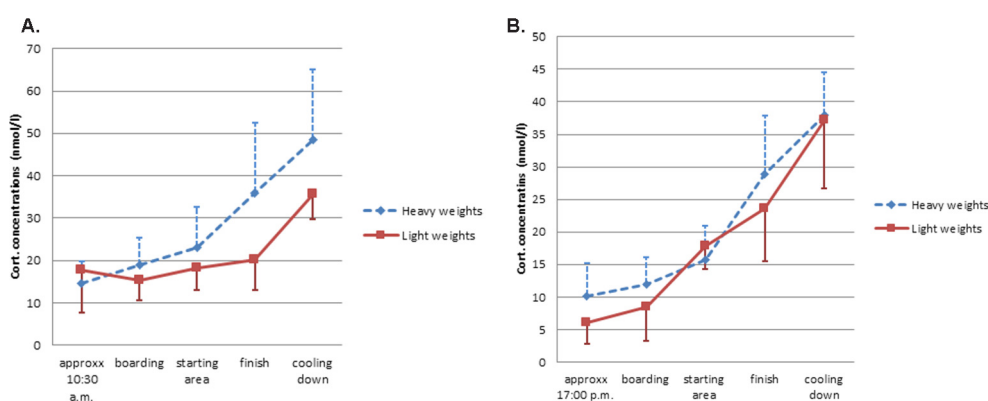 A.
Cort. concentrations (nmol/l)
70
60
50
40
30
20
10
0
approxx
10:30
a.m.
boarding
starting
area
finish
cooling
down
Heavy weights
Light weights
B.
Cort. concentratins (nmol/l)
50
45
40
35
30
25
20
15
10
5
0
approxx
17:00 p.m.
boarding
starting
area
finish
cooling
down
Heavy weights
Light weights